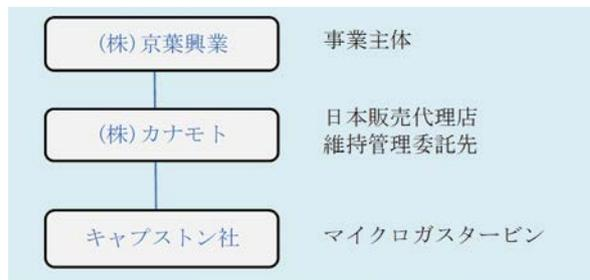 (株)京葉興業
事業主体
(株)カナモト
日本販売代理店
維持管理委託先
キャプストン社
マイクロガスタービン